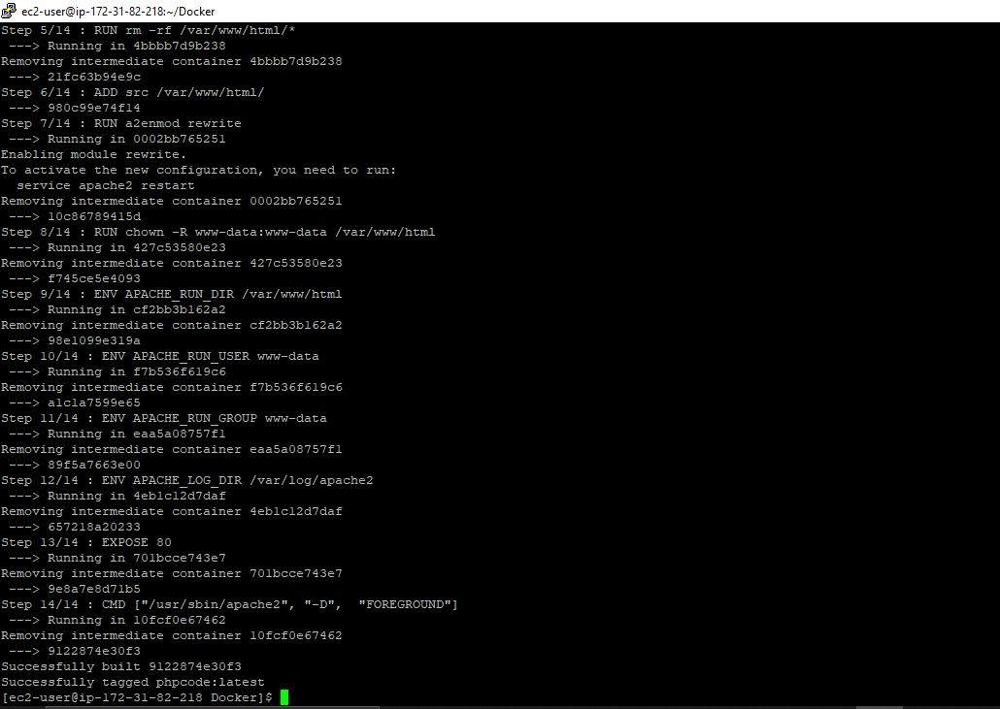 ec2-user@ip-172-31-82-218:~/Docker
Step 5/14 : RUN rm -rf /var/www/html/*
 ---> Running in 4bbbb7d9b238
Removing intermediate container 4bbbb7d9b238
 ---> 21fc63b94e9c
Step 6/14 : ADD src /var/www/html/
 ---> 980c99e74f14
Step 7/14 : RUN a2enmod rewrite
 ---> Running in 0002bb765251
Enabling module rewrite.
To activate the new configuration, you need to run:
  service apache2 restart
Removing intermediate container 0002bb765251
 ---> 10c86789415d
Step 8/14 : RUN chown -R www-data:www-data /var/www/html
 ---> Running in 427c53580e23
Removing intermediate container 427c53580e23
 ---> f745ce5e4093
Step 9/14 : ENV APACHE_RUN_DIR /var/www/html
 ---> Running in cf2bb3b162a2
Removing intermediate container cf2bb3b162a2
 ---> 98e1099e319a
Step 10/14 : ENV APACHE_RUN_USER www-data
 ---> Running in f7b536f619c6
Removing intermediate container f7b536f619c6
 ---> a1c1a7599e65
Step 11/14 : ENV APACHE_RUN_GROUP www-data
 ---> Running in eaa5a08757f1
Removing intermediate container eaa5a08757f1
 ---> 89f5a7663e00
Step 12/14 : ENV APACHE_LOG_DIR /var/log/apache2
 ---> Running in 4eb1c12d7daf
Removing intermediate container 4eb1c12d7daf
 ---> 657218a20233
Step 13/14 : EXPOSE 80
 ---> Running in 701bcce743e7
Removing intermediate container 701bcce743e7
 ---> 9e8a7e8d71b5
Step 14/14 : CMD ["/usr/sbin/apache2", "-D",  "FOREGROUND"]
 ---> Running in 10fcf0e67462
Removing intermediate container 10fcf0e67462
 ---> 9122874e30f3
Successfully built 9122874e30f3
Successfully tagged phpcode:latest
[ec2-user@ip-172-31-82-218 Docker]$